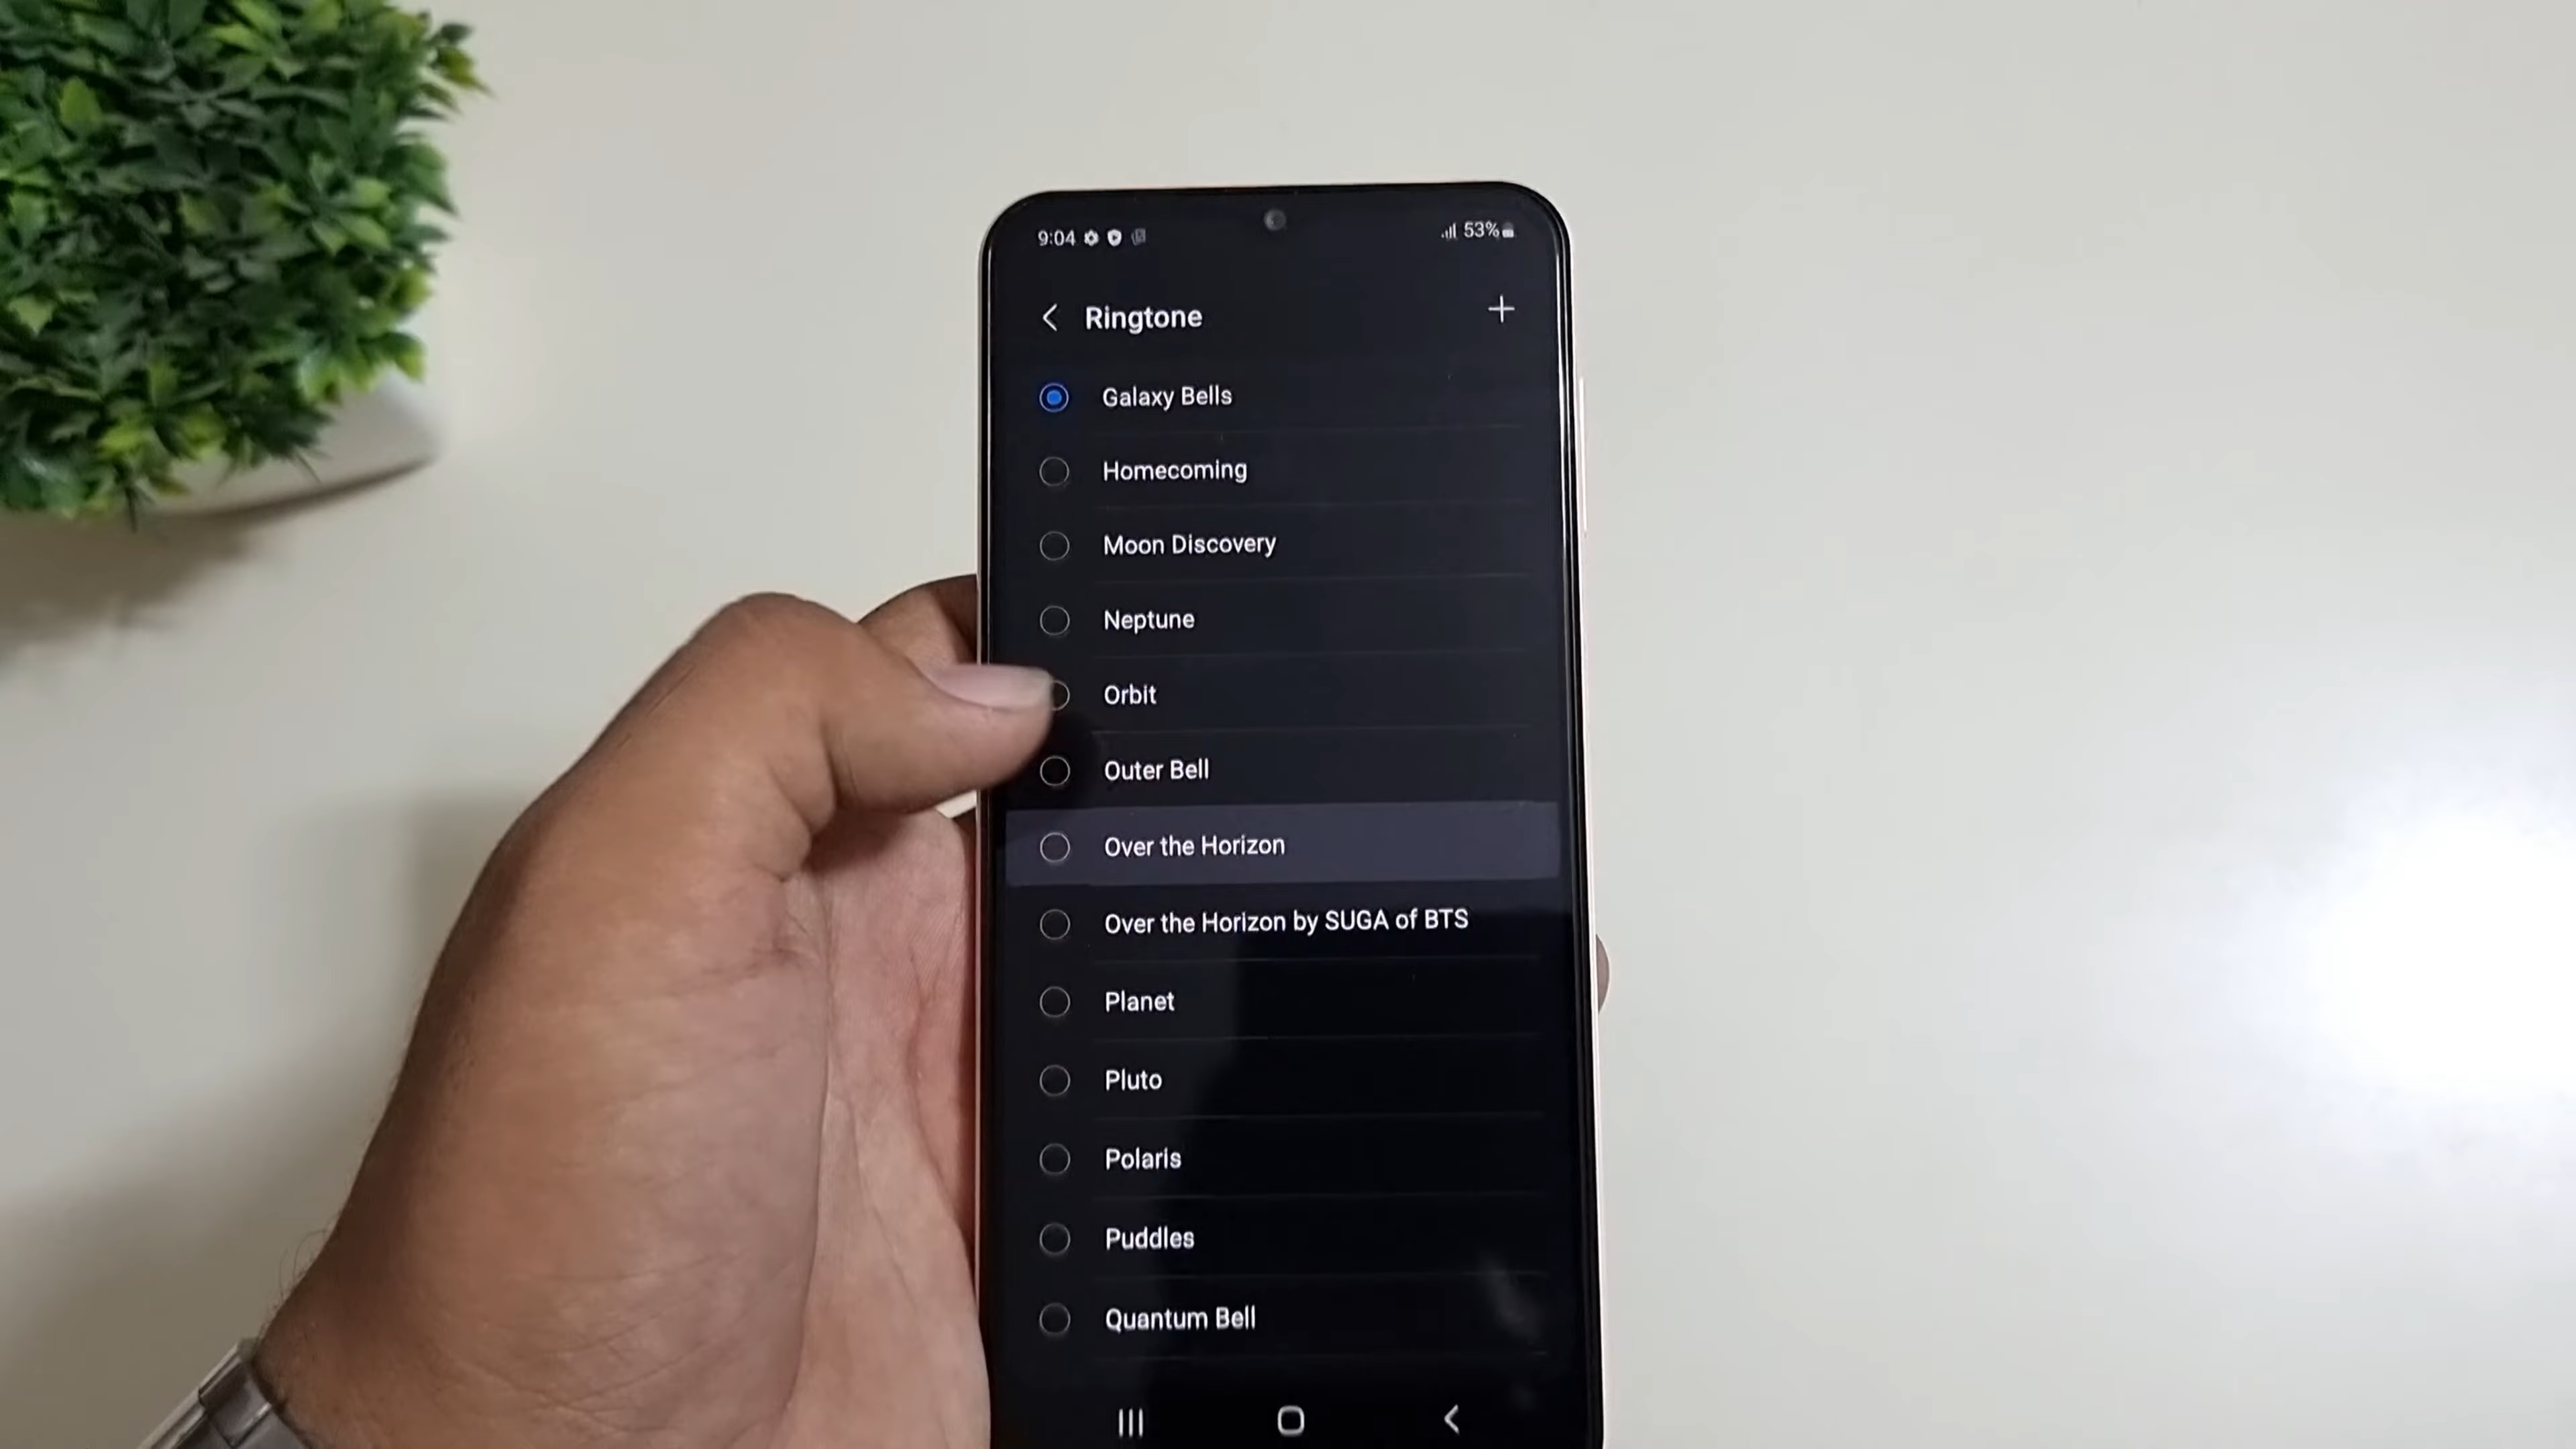 9:04
53%
Ringtone
Galaxy Bells
Homecoming
Moon Discovery
Neptune
Orbit
Outer Bell
Over the Horizon
Over the Horizon by SUGA of BTS
Planet
Pluto
Polaris
Puddles
Quantum Bell